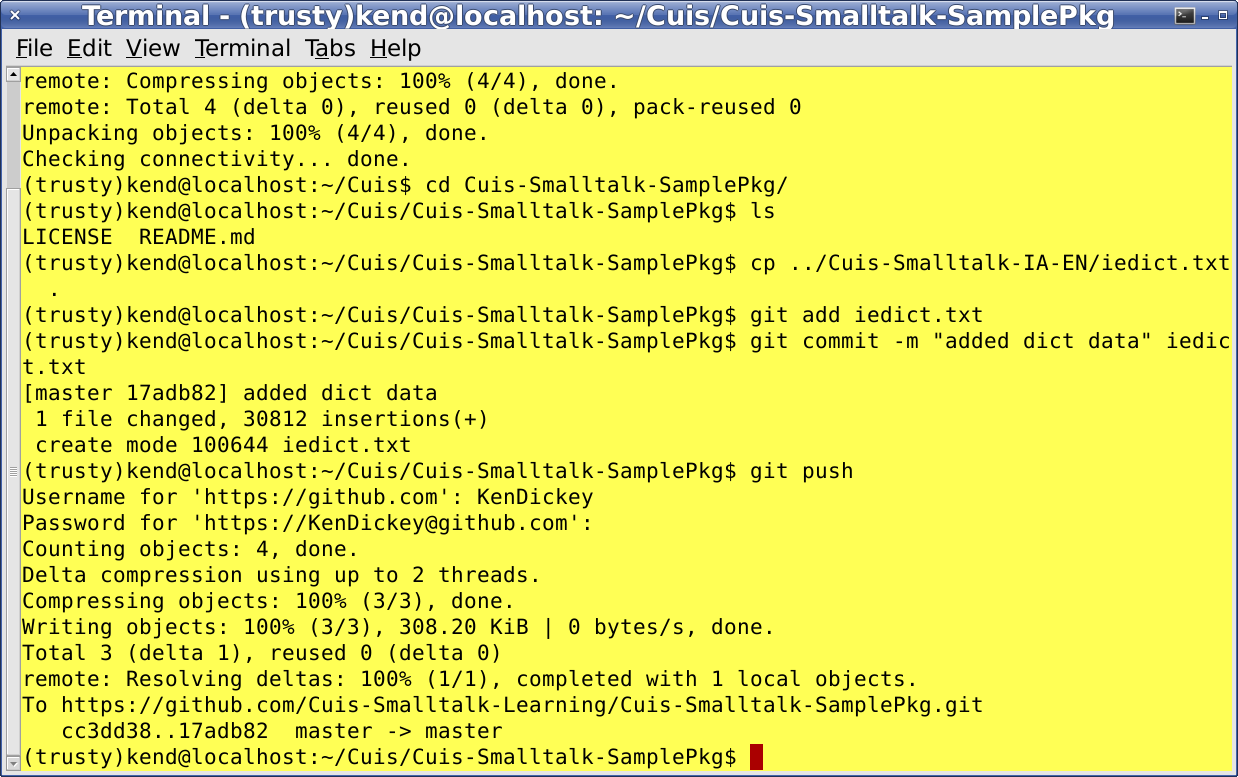 Terminal - (trusty)kend@localhost: ~/Cuis/Cuis-Smalltalk-SamplePkg
File Edit View Terminal Tabs Help
remote: Compressing objects: 100% (4/4), done.
remote: Total 4 (delta 0), reused 0 (delta 0), pack-reused 0
Unpacking objects: 100% (4/4), done.
Checking connectivity... done.
(trusty)kend@localhost:~/Cuis$ cd Cuis-Smalltalk-SamplePkg/
(trusty)kend@localhost:~/Cuis/Cuis-Smalltalk-SamplePkg$ ls
LICENSE  README.md
(trusty)kend@localhost:~/Cuis/Cuis-Smalltalk-SamplePkg$ cp ../Cuis-Smalltalk-IA-EN/iedict.txt
  .
(trusty)kend@localhost:~/Cuis/Cuis-Smalltalk-SamplePkg$ git add iedict.txt
(trusty)kend@localhost:~/Cuis/Cuis-Smalltalk-SamplePkg$ git commit -m "added dict data" iedic
t.txt
[master 17adb82] added dict data
 1 file changed, 30812 insertions(+)
 create mode 100644 iedict.txt
(trusty)kend@localhost:~/Cuis/Cuis-Smalltalk-SamplePkg$ git push
Username for 'https://github.com': KenDickey
Password for 'https://KenDickey@github.com':
Counting objects: 4, done.
Delta compression using up to 2 threads.
Compressing objects: 100% (3/3), done.
Writing objects: 100% (3/3), 308.20 KiB | 0 bytes/s, done.
Total 3 (delta 1), reused 0 (delta 0)
remote: Resolving deltas: 100% (1/1), completed with 1 local objects.
To https://github.com/Cuis-Smalltalk-Learning/Cuis-Smalltalk-SamplePkg.git
   cc3dd38..17adb82  master -> master
(trusty)kend@localhost:~/Cuis/Cuis-Smalltalk-SamplePkg$